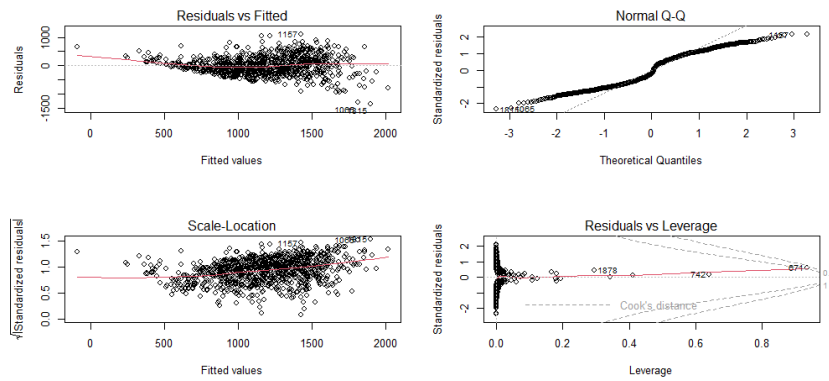 Residuals vs Fitted
Residuals
-1500 0 1000
1157
1065
1815
0 500 1000 1500 2000
Fitted values
Normal Q-Q
Standardized residuals
-2 0 1 2
1157
1065
-3 -2 -1 0 1 2 3
Theoretical Quantiles
Scale-Location
√|Standardized residuals|
0.0 0.5 1.0 1.5
1157
0 500 1000 1500 2000
Fitted values
Residuals vs Leverage
Standardized residuals
-2 0 1 2
1878
742
671
Cook's distance
0.0 0.2 0.4 0.6 0.8
Leverage